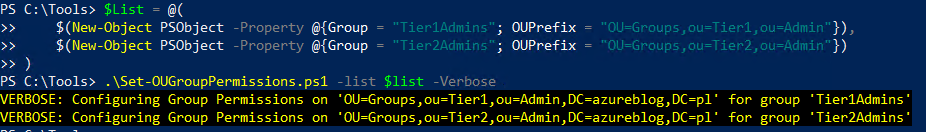 PS C:\Tools> $List = @(
>>     $(New-Object PSObject -Property @{Group = "Tier1Admins"; OUPrefix = "OU=Groups,ou=Tier1,ou=Admin"}),
>>     $(New-Object PSObject -Property @{Group = "Tier2Admins"; OUPrefix = "OU=Groups,ou=Tier2,ou=Admin"})
>> )
PS C:\Tools> .\Set-OUGroupPermissions.ps1 -list $list -Verbose
VERBOSE: Configuring Group Permissions on 'OU=Groups,ou=Tier1,ou=Admin,DC=azureblog,DC=pl' for group 'Tier1Admins'
VERBOSE: Configuring Group Permissions on 'OU=Groups,ou=Tier2,ou=Admin,DC=azureblog,DC=pl' for group 'Tier2Admins'